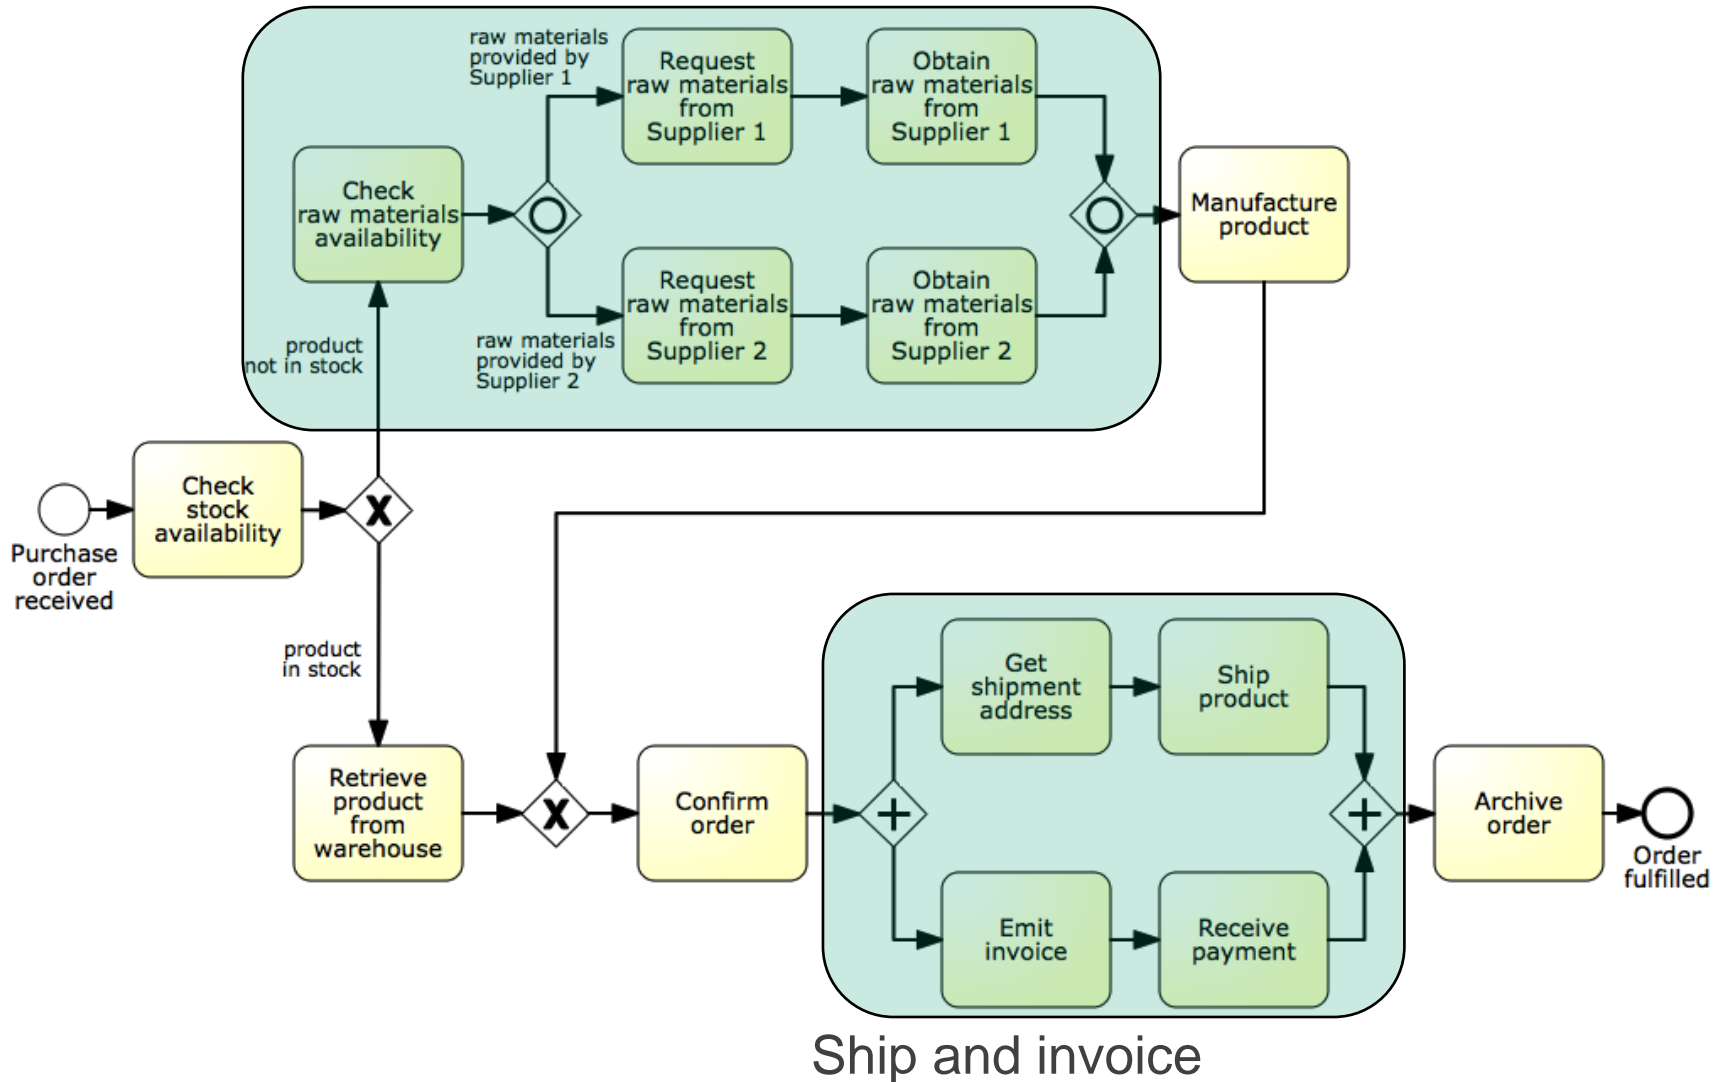 raw materials
provided by
Supplier 1
Request
raw materials
from
Supplier 1
Obtain
raw materials
from
Supplier 1
Check
raw materials
availability
Manufacture
product
raw materials
provided by
Supplier 2
Request
raw materials
from
Supplier 2
Obtain
raw materials
from
Supplier 2
product
not in stock
Purchase
order
received
Check
stock
availability
X
product
in stock
Retrieve
product
from
warehouse
X
Confirm
order
Get
shipment
address
Ship
product
Emit
invoice
Receive
payment
Archive
order
Order
fulfilled
Ship and invoice